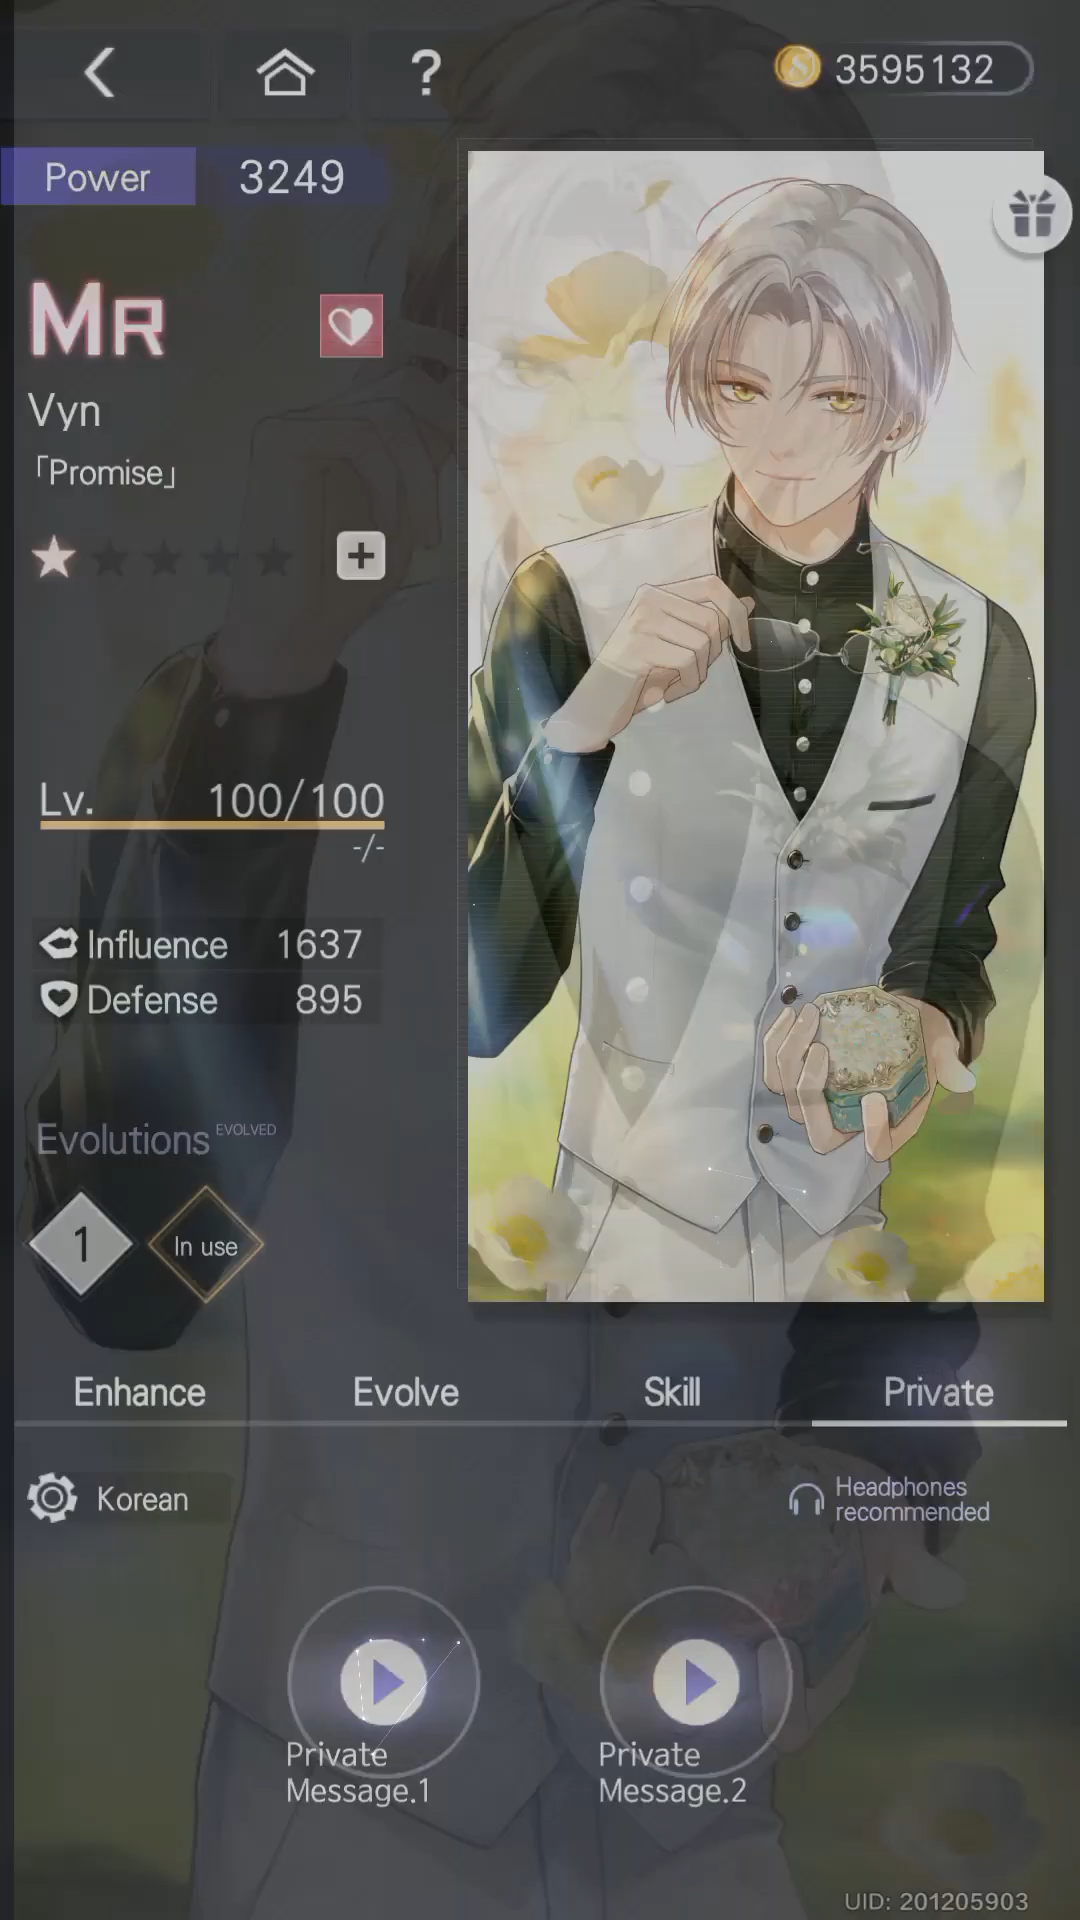 ?
3595132
Power 3249
MR
Vyn
「Promise」
Lv. 100/100
-/-
Influence 1637
Defense 895
Evolutions EVOLVED
1 In use
Enhance Evolve Skill Private
Korean
Headphones
recommended
Private
Message.1
Private
Message.2
UID: 201205903